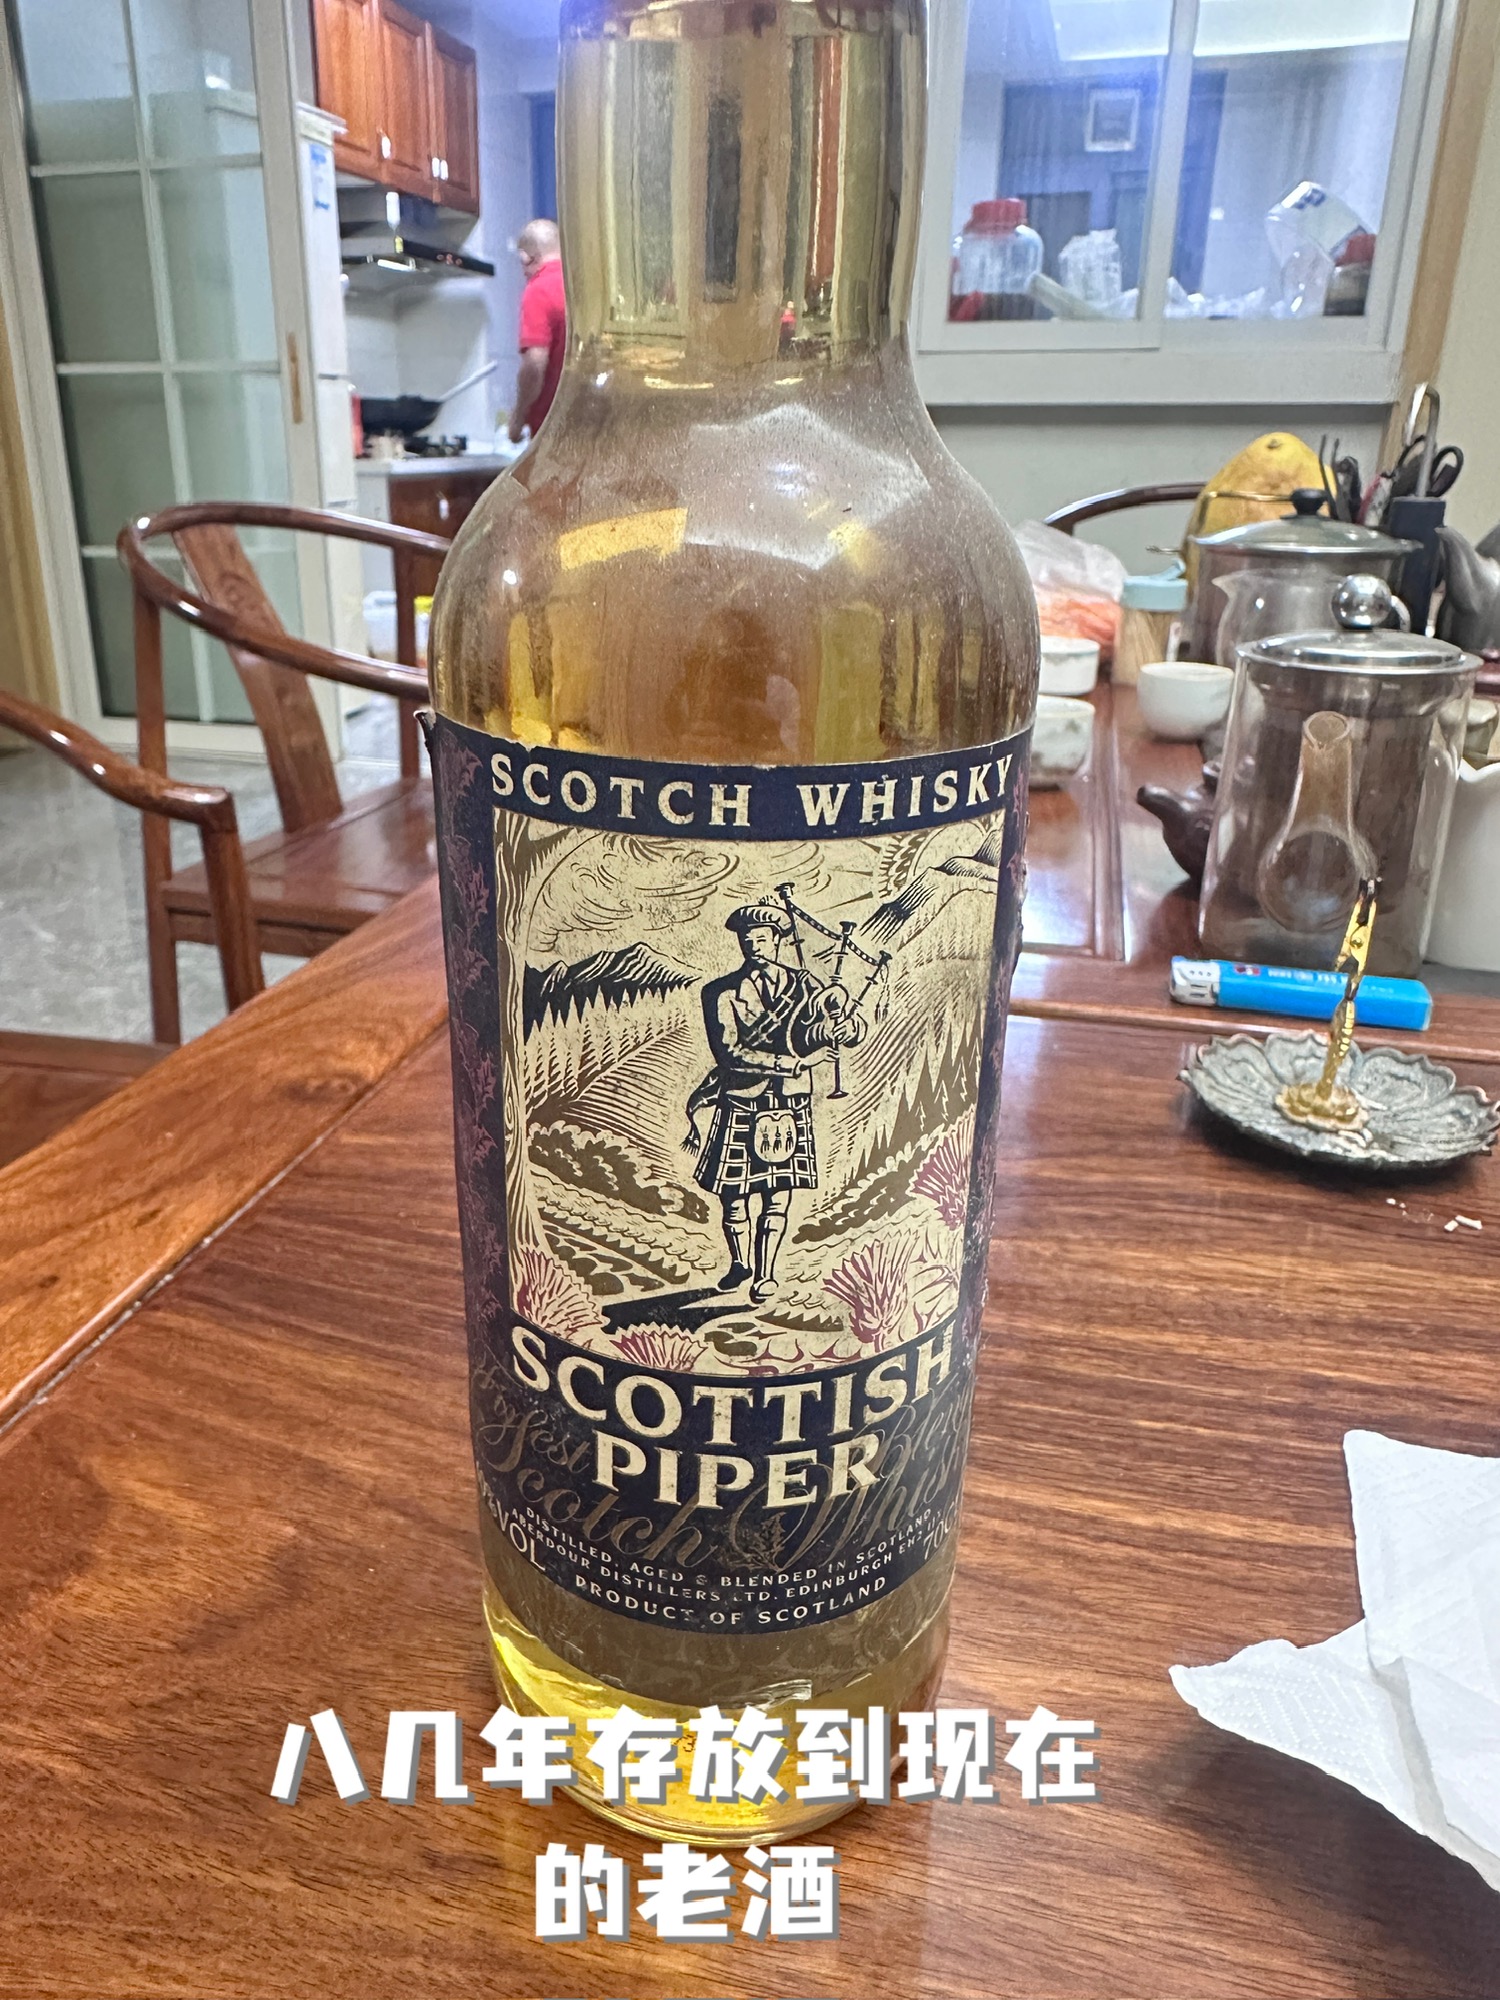 SCOTCH WHISKY
SCOTTISH
PIPER
Finest Blended
Scotch Whisky
VOL
DISTILLED, AGED & BLENDED IN SCOTLAND
ABERDOUR DISTILLERS LTD. EDINBURGH EH2
PRODUCT OF SCOTLAND
八几年存放到现在
的老酒